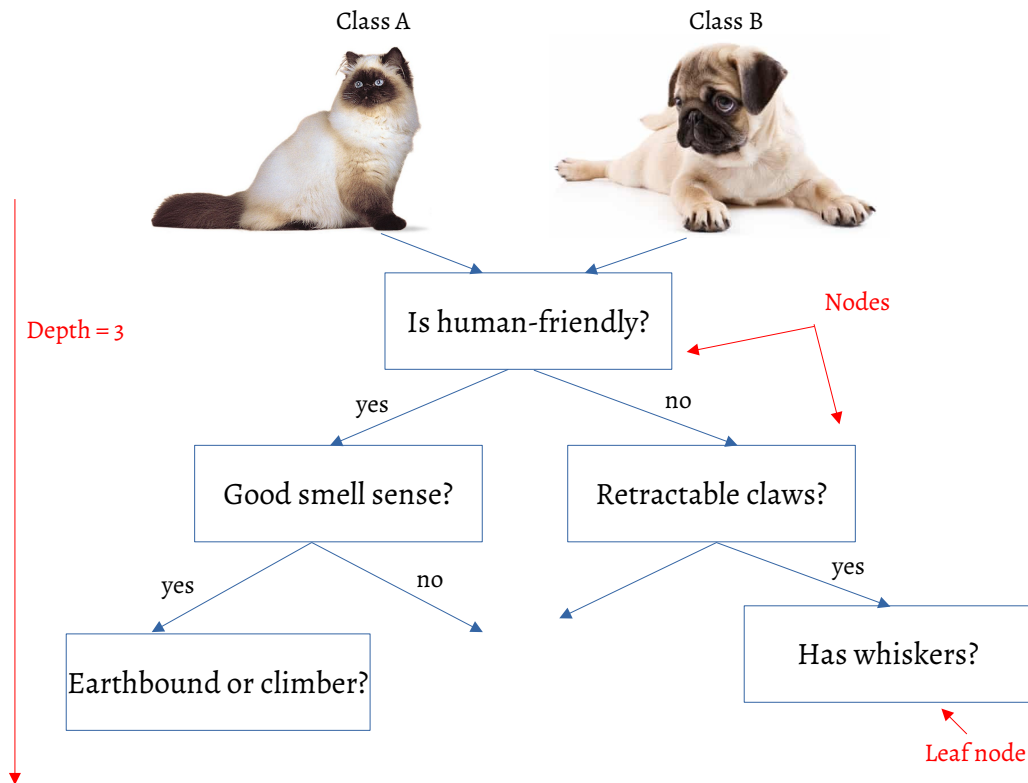 Class A
Class B
Is human-friendly?
Nodes
Depth = 3
yes
no
Good smell sense?
Retractable claws?
yes
no
yes
Earthbound or climber?
Has whiskers?
Leaf node